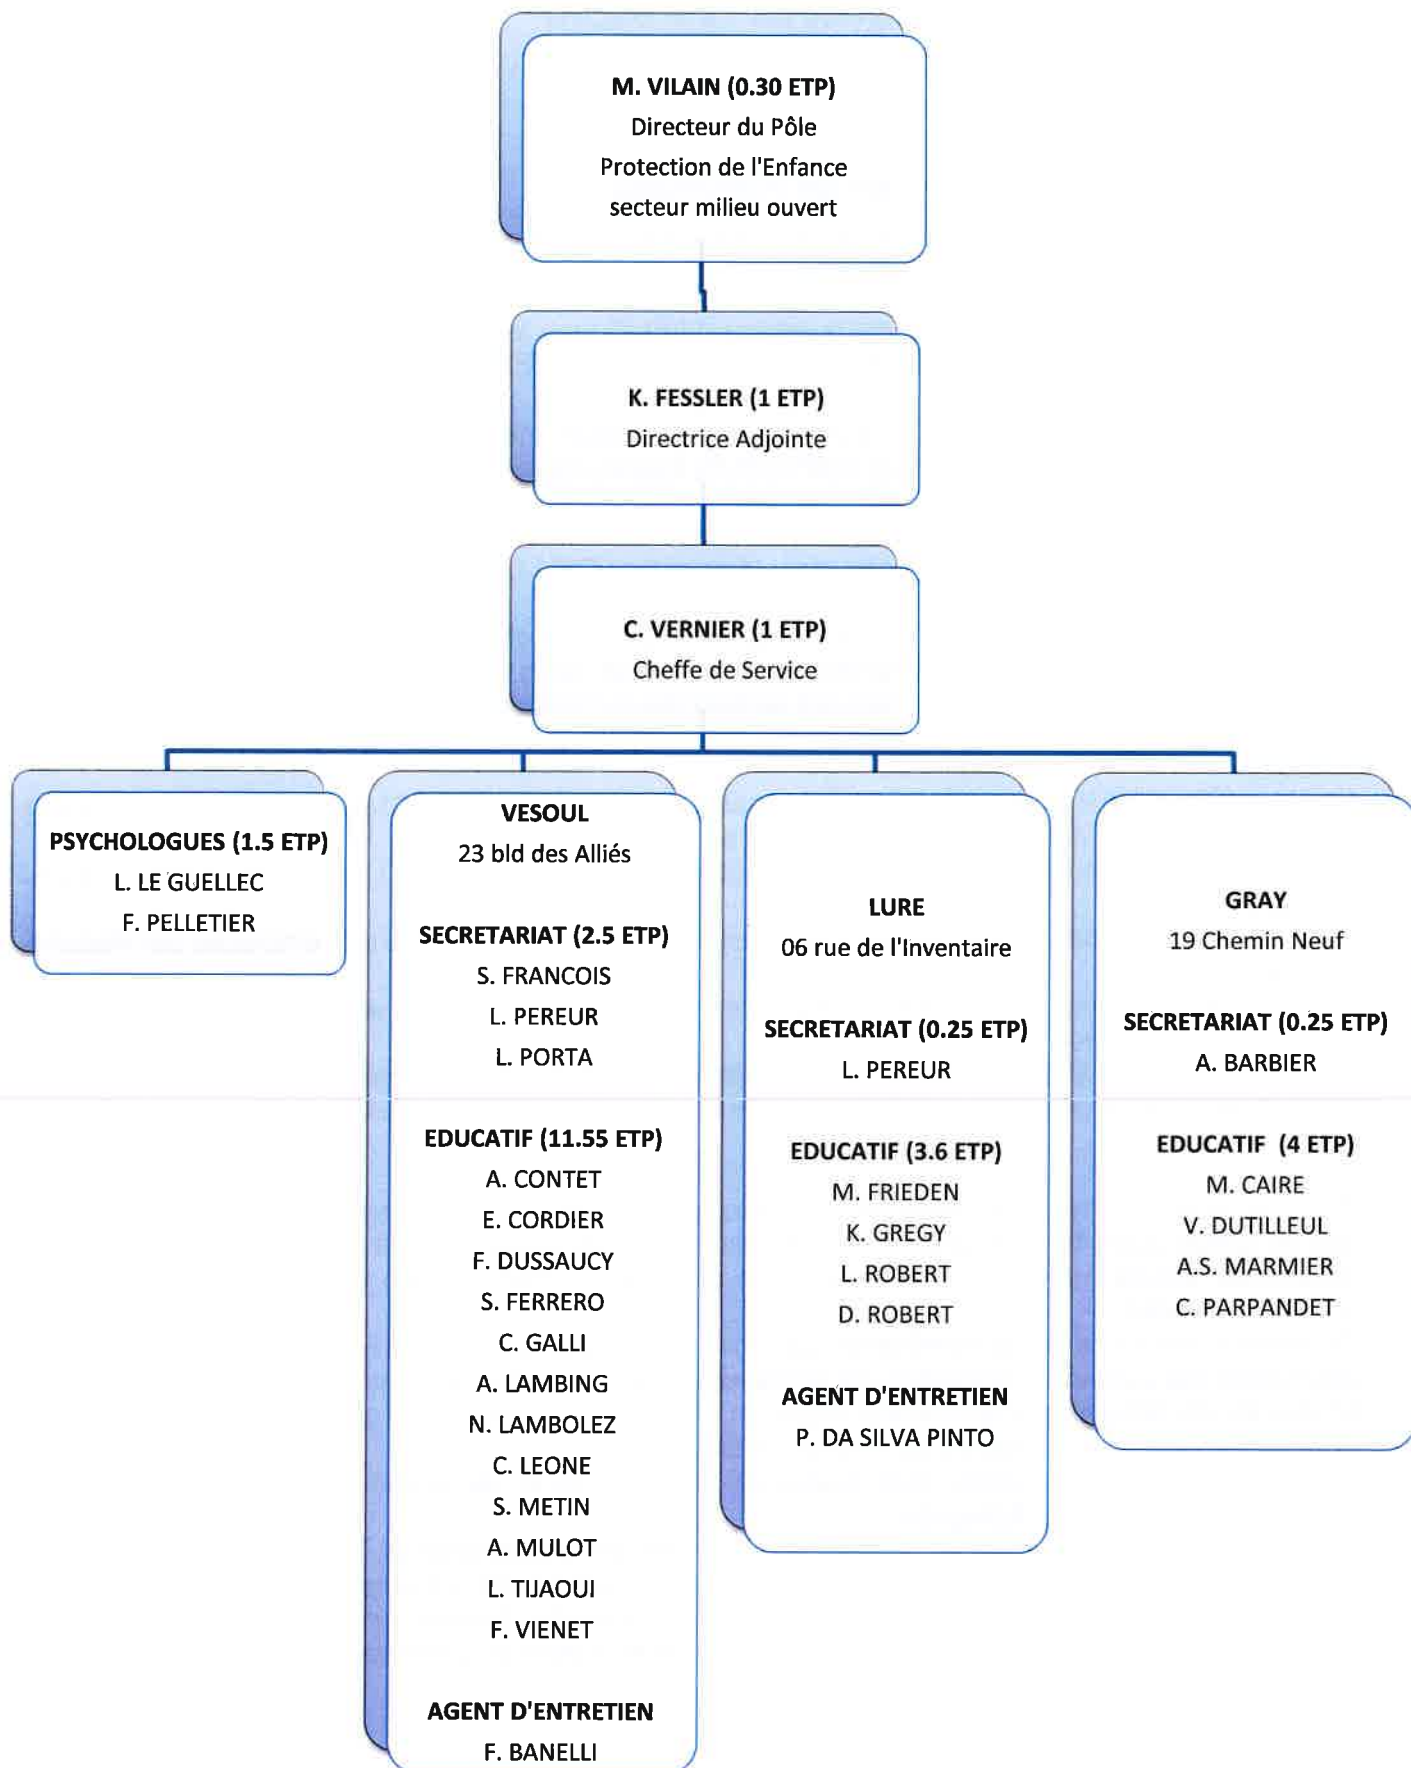 M. VILAIN (0.30 ETP)
Directeur du Pôle
Protection de l'Enfance
secteur milieu ouvert
K. FESSLER (1 ETP)
Directrice Adjointe
C. VERNIER (1 ETP)
Cheffe de Service
PSYCHOLOGUES (1.5 ETP)
L. LE GUELLEC
F. PELLETIER
VESOUL
23 bld des Alliés
SECRETARIAT (2.5 ETP)
S. FRANCOIS
L. PEREUR
L. PORTA
EDUCATIF (11.55 ETP)
A. CONTET
E. CORDIER
F. DUSSAUCY
S. FERRERO
C. GALLI
A. LAMBING
N. LAMBOLEZ
C. LEONE
S. METIN
A. MULOT
L. TIJAOUI
F. VIENET
AGENT D'ENTRETIEN
F. BANELLI
LURE
06 rue de l'Inventaire
SECRETARIAT (0.25 ETP)
L. PEREUR
EDUCATIF (3.6 ETP)
M. FRIEDEN
K. GREGY
L. ROBERT
D. ROBERT
AGENT D'ENTRETIEN
P. DA SILVA PINTO
GRAY
19 Chemin Neuf
SECRETARIAT (0.25 ETP)
A. BARBIER
EDUCATIF (4 ETP)
M. CAIRE
V. DUTILLEUL
A.S. MARMIER
C. PARPANDET